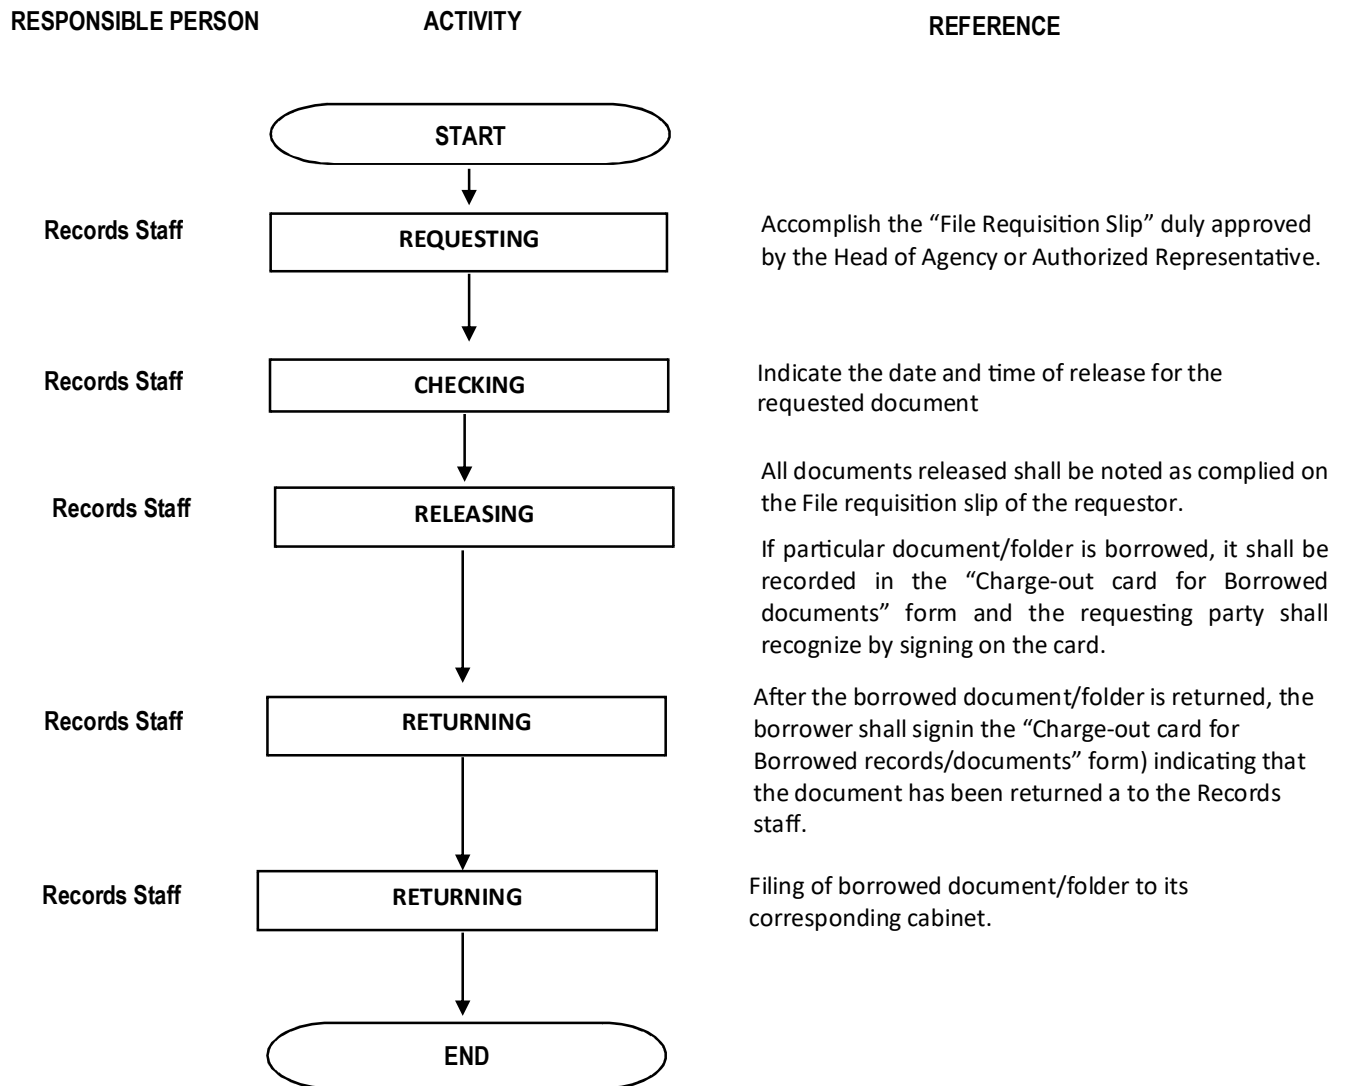 RESPONSIBLE PERSON
ACTIVITY
REFERENCE
START
Records Staff
REQUESTING
Accomplish the “File Requisition Slip” duly approved
by the Head of Agency or Authorized Representative.
Records Staff
CHECKING
Indicate the date and time of release for the
requested document
Records Staff
RELEASING
All documents released shall be noted as complied on
the File requisition slip of the requestor.
If particular document/folder is borrowed, it shall be
recorded in the “Charge-out card for Borrowed
documents” form and the requesting party shall
recognize by signing on the card.
Records Staff
RETURNING
After the borrowed document/folder is returned, the
borrower shall signin the “Charge-out card for
Borrowed records/documents” form) indicating that
the document has been returned a to the Records
staff.
Records Staff
RETURNING
Filing of borrowed document/folder to its
corresponding cabinet.
END